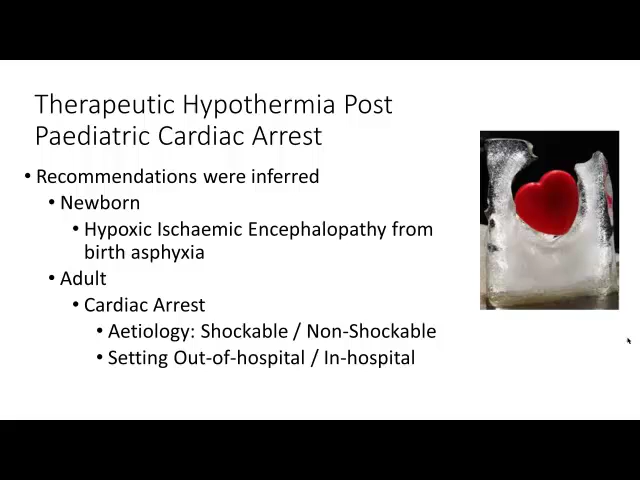 Therapeutic Hypothermia Post
Paediatric Cardiac Arrest
• Recommendations were inferred
• Newborn
• Hypoxic Ischaemic Encephalopathy from
birth asphyxia
• Adult
• Cardiac Arrest
• Aetiology: Shockable / Non-Shockable
• Setting Out-of-hospital / In-hospital